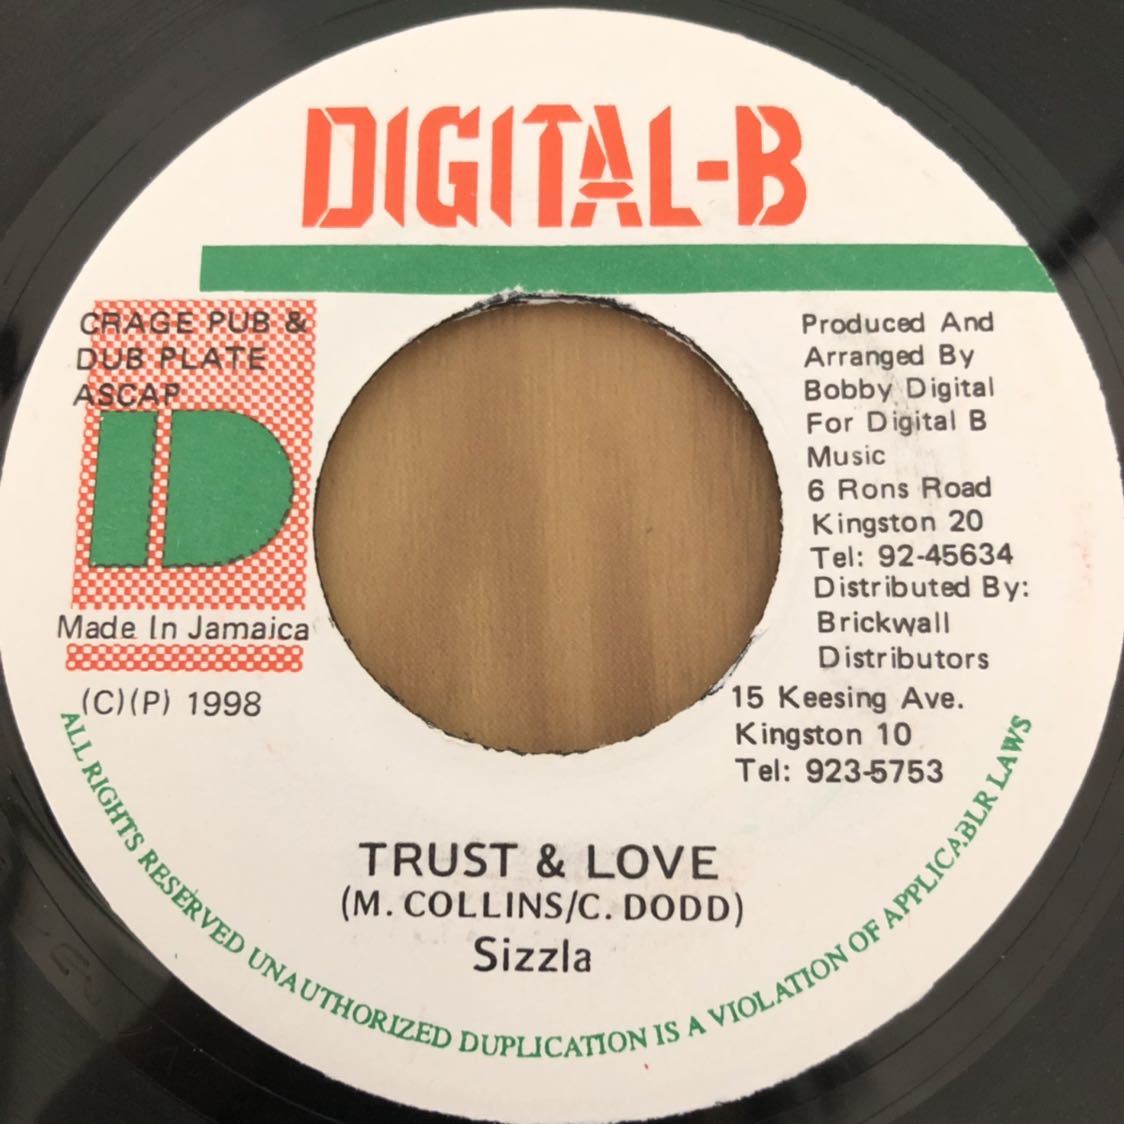 DIGITAL-B
CRAGE PUB &
DUB PLATE
ASCAP
D
Made In Jamaica
(C)(P) 1998
Produced And
Arranged By
Bobby Digital
For Digital B
Music
6 Rons Road
Kingston 20
Tel: 92-45634
Distributed By:
Brickwall
Distributors
15 Keesing Ave.
Kingston 10
Tel: 923-5753
TRUST & LOVE
(M. COLLINS/C. DODD)
Sizzla
ALL RIGHTS RESERVED UNAUTHORIZED DUPLICATION IS A VIOLATION OF APPLICABLR LAWS